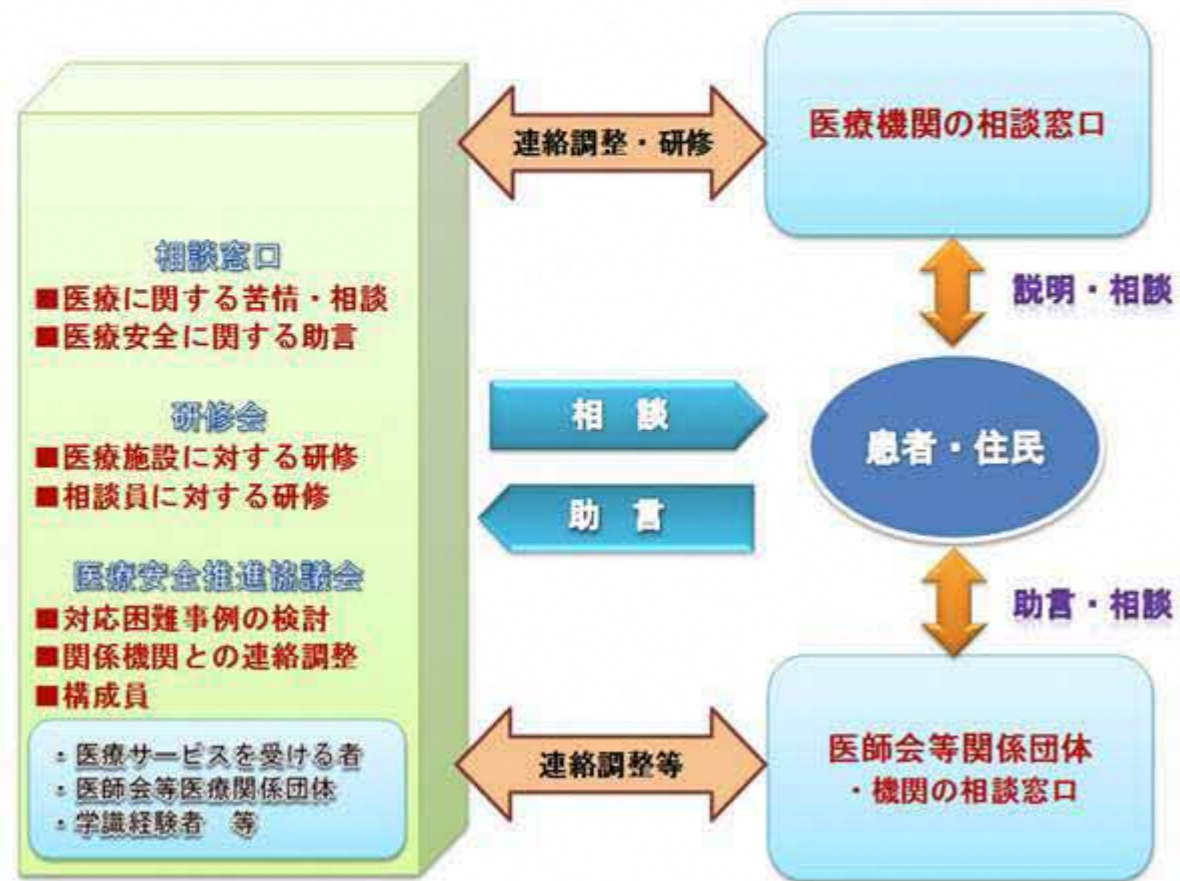 相談窓口
■医療に関する苦情・相談
■医療安全に関する助言
研修会
■医療施設に対する研修
■相談員に対する研修
医療安全推進協議会
■対応困難事例の検討
■関係機関との連絡調整
■構成員
・医療サービスを受ける者
・医師会等医療関係団体
・学識経験者　等
連絡調整・研修
相　談
助　言
連絡調整等
医療機関の相談窓口
説明・相談
患者・住民
助言・相談
医師会等関係団体
・機関の相談窓口